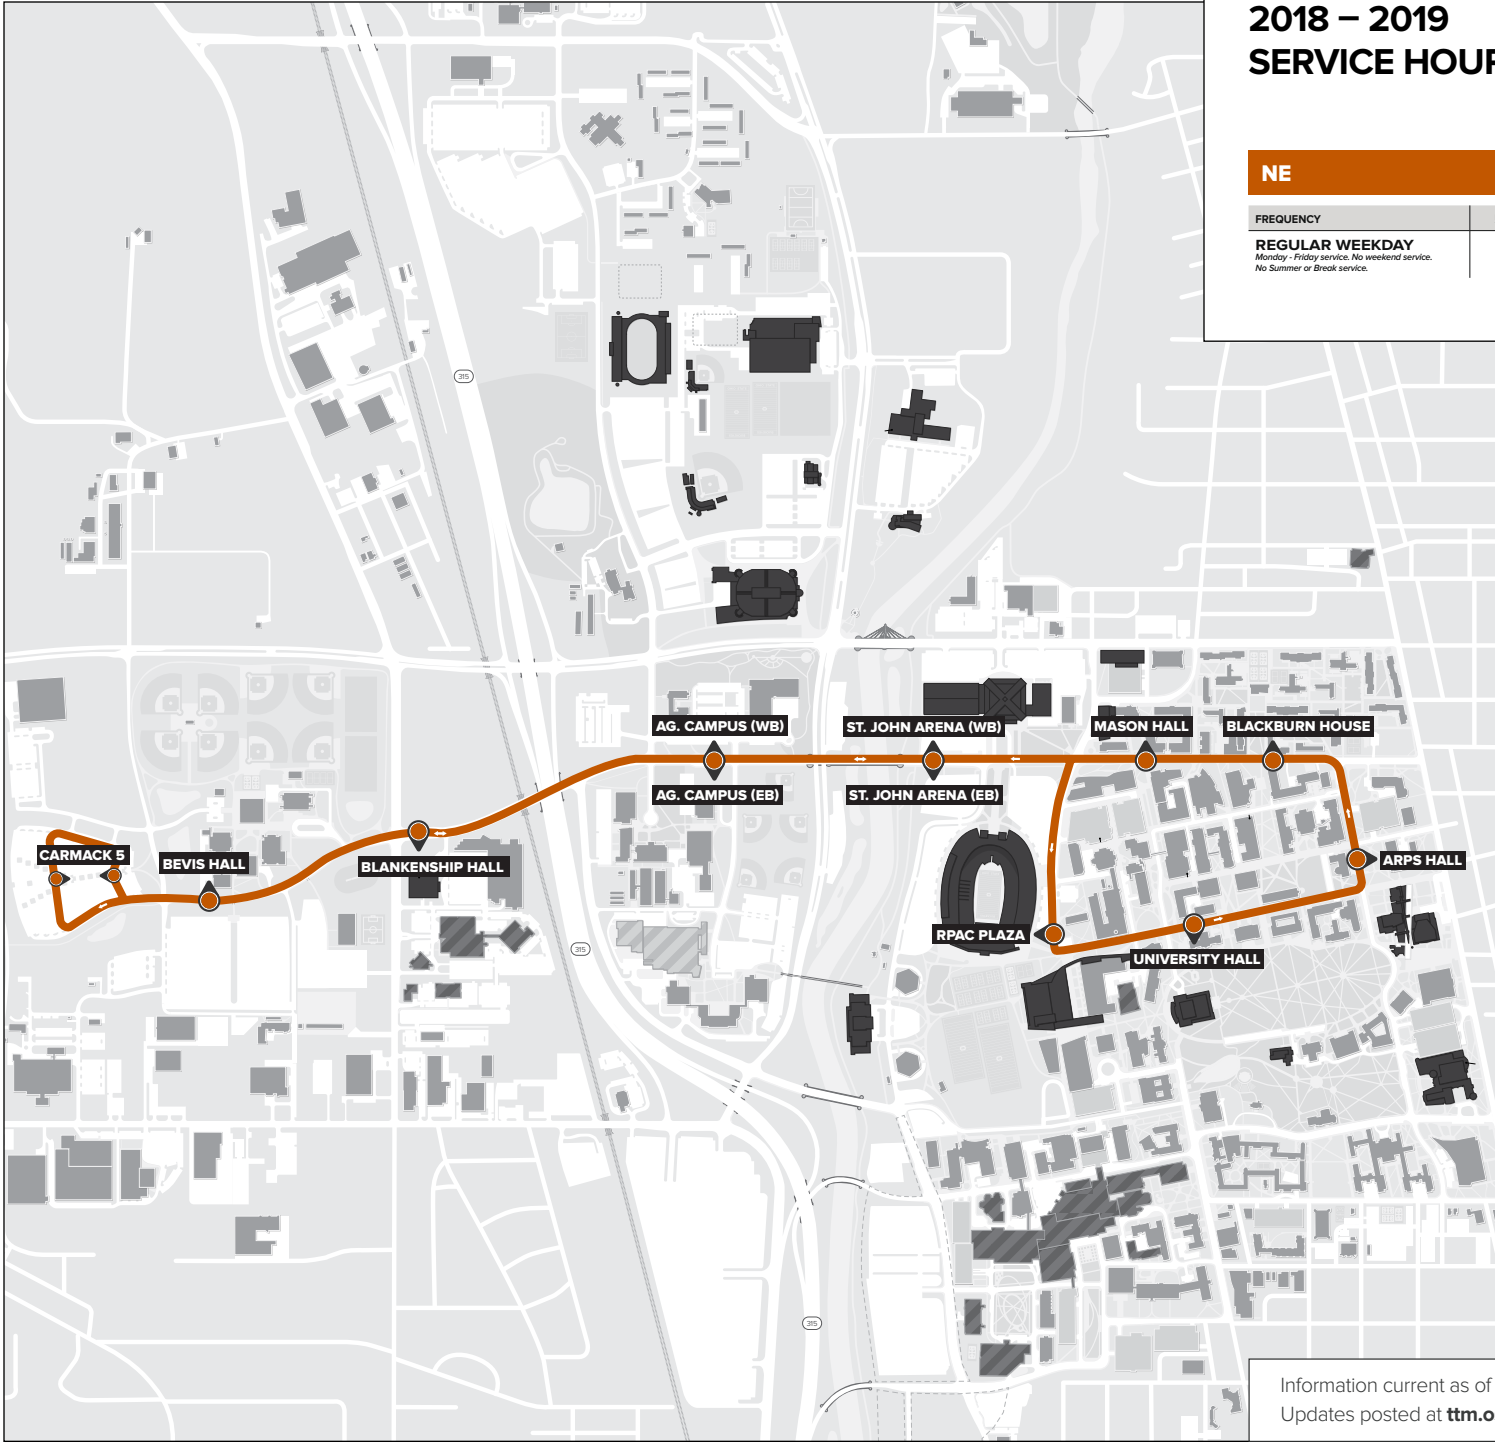 2018 – 2019
SERVICE HOUR
NE
FREQUENCY
REGULAR WEEKDAY
Monday - Friday service. No weekend service.
No Summer or Break service.
315
AG. CAMPUS (WB)
ST. JOHN ARENA (WB)
MASON HALL
BLACKBURN HOUSE
AG. CAMPUS (EB)
ST. JOHN ARENA (EB)
CARMACK 5
BEVIS HALL
BLANKENSHIP HALL
ARPS HALL
RPAC PLAZA
UNIVERSITY HALL
315
315
Information current as of
Updates posted at ttm.o